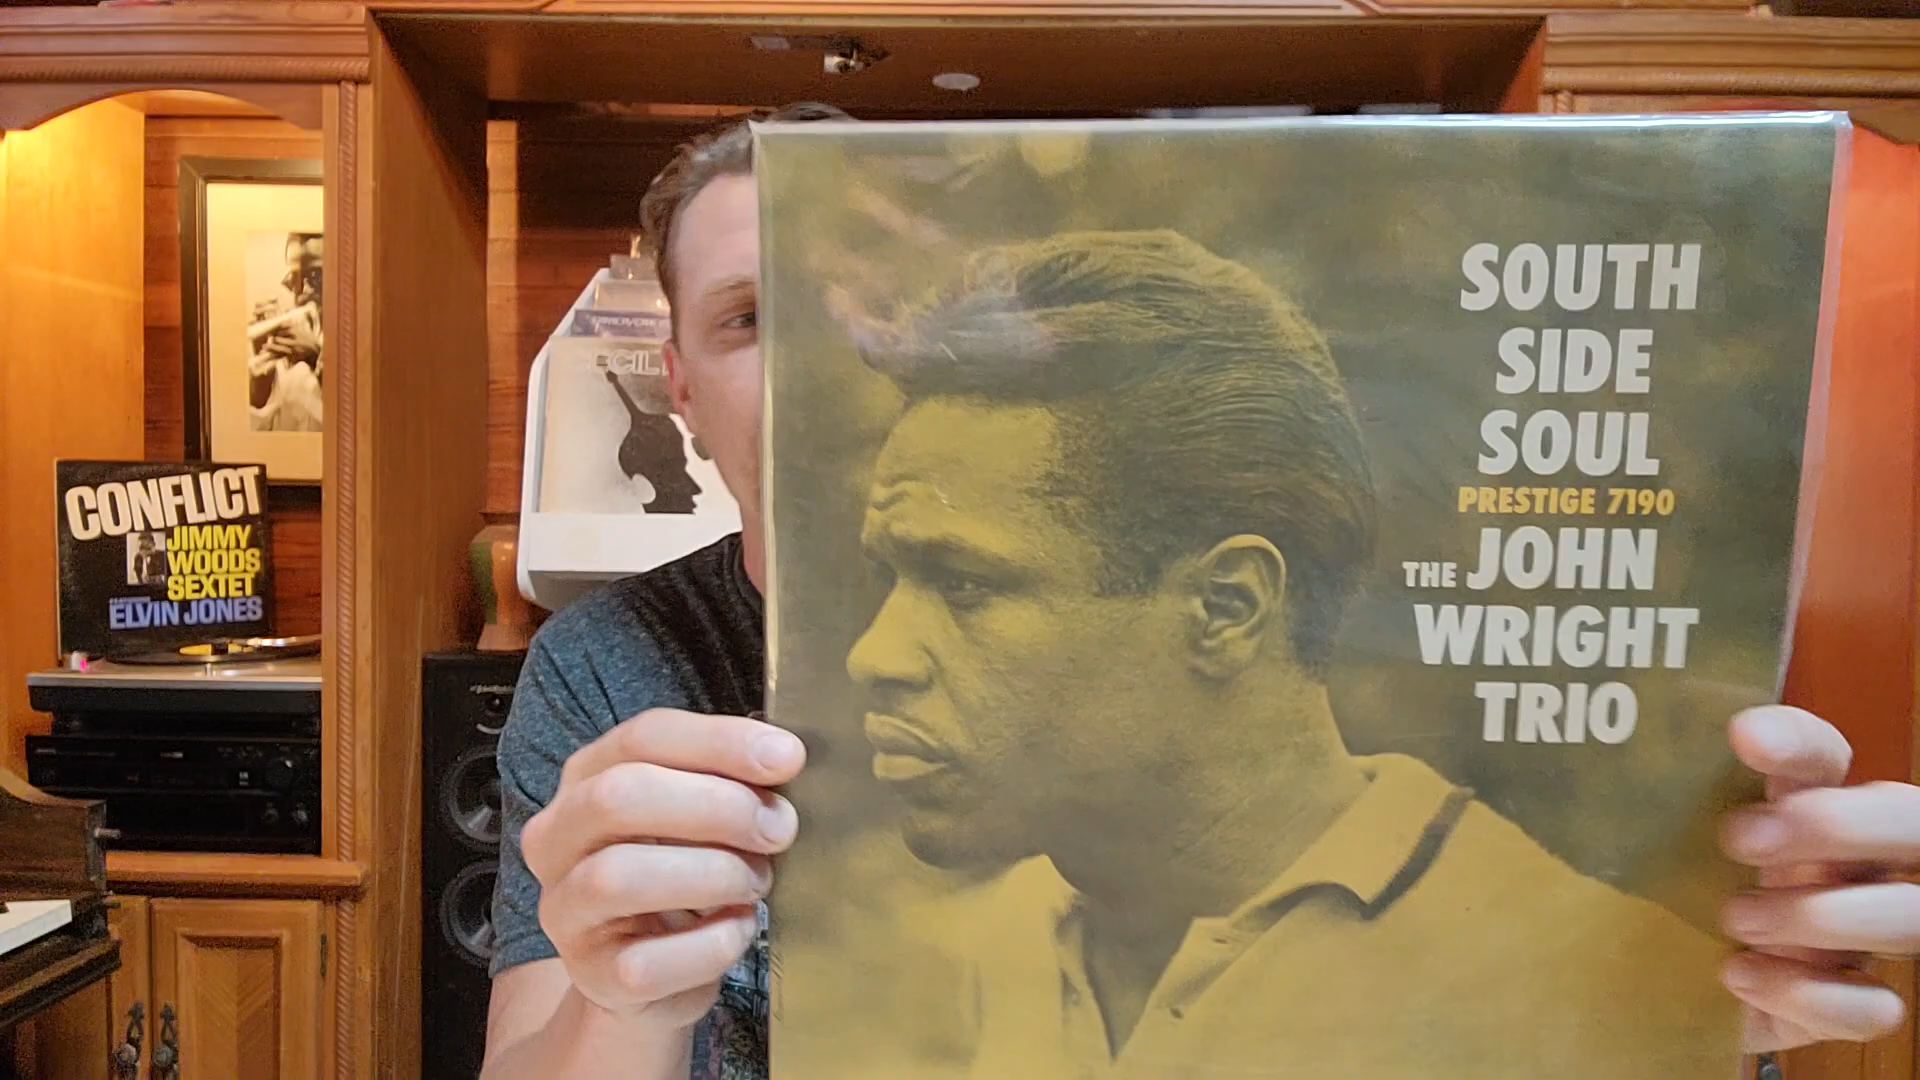 SOUTH
SIDE
SOUL
PRESTIGE 7190
THE JOHN
WRIGHT
TRIO
CONFLICT
JIMMY
WOODS
SEXTET
ELVIN JONES